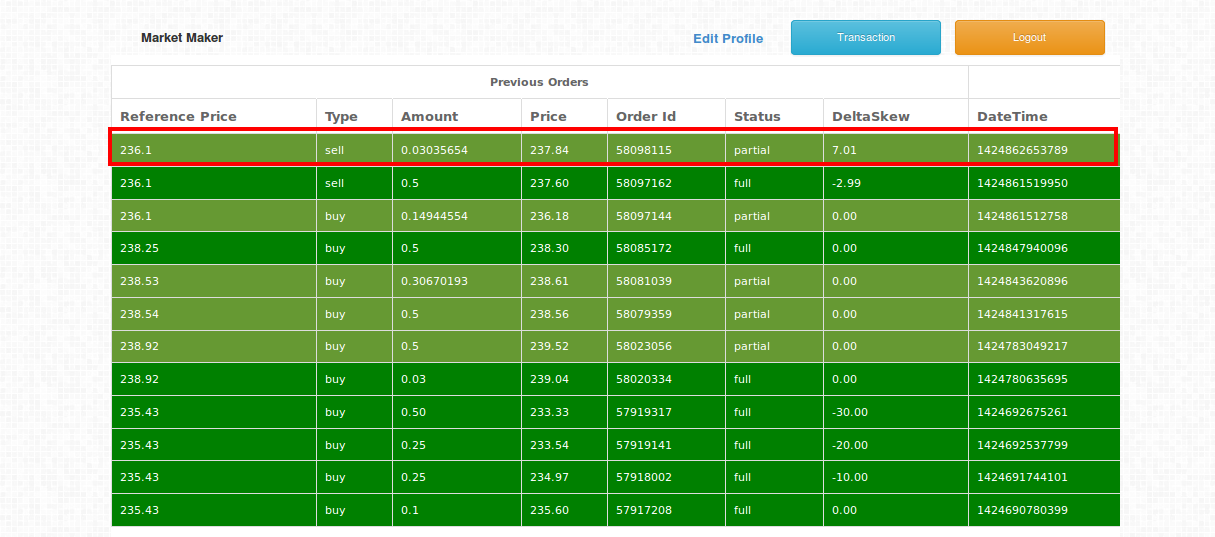 Market Maker Edit Profile Transaction Logout
Previous Orders
Reference Price Type Amount Price Order Id Status DeltaSkew DateTime
236.1 sell 0.03035654 237.84 58098115 partial 7.01 1424862653789
236.1 sell 0.5 237.60 58097162 full -2.99 1424861519950
236.1 buy 0.14944554 236.18 58097144 partial 0.00 1424861512758
238.25 buy 0.5 238.30 58085172 full 0.00 1424847940096
238.53 buy 0.30670193 238.61 58081039 partial 0.00 1424843620896
238.54 buy 0.5 238.56 58079359 partial 0.00 1424841317615
238.92 buy 0.5 239.52 58023056 partial 0.00 1424783049217
238.92 buy 0.03 239.04 58020334 full 0.00 1424780635695
235.43 buy 0.50 233.33 57919317 full -30.00 1424692675261
235.43 buy 0.25 233.54 57919141 full -20.00 1424692537799
235.43 buy 0.25 234.97 57918002 full -10.00 1424691744101
235.43 buy 0.1 235.60 57917208 full 0.00 1424690780399